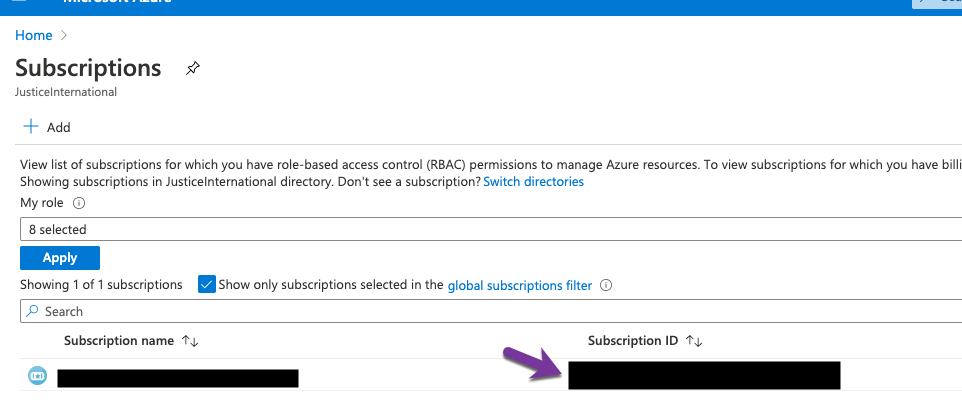 Microsoft Azure
Home
Subscriptions
JusticeInternational
Add
View list of subscriptions for which you have role-based access control (RBAC) permissions to manage Azure resources. To view subscriptions for which you have
Showing subscriptions in JusticeInternational directory. Don't see a subscription? Switch directories
My role
8 selected
Apply
Showing 1 of 1 subscriptions Show only subscriptions selected in the global subscriptions filter
Search
Subscription name Subscription ID